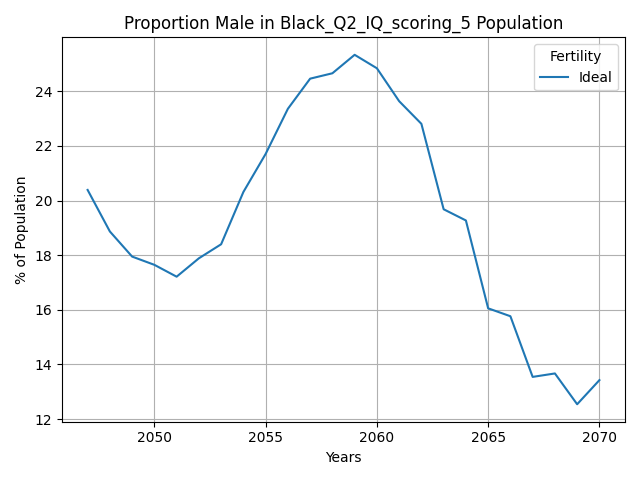 Proportion Male in Black_Q2_IQ_scoring_5 Population
Fertility
Ideal
% of Population
24
22
20
18
16
14
12
2050 2055 2060 2065 2070
Years